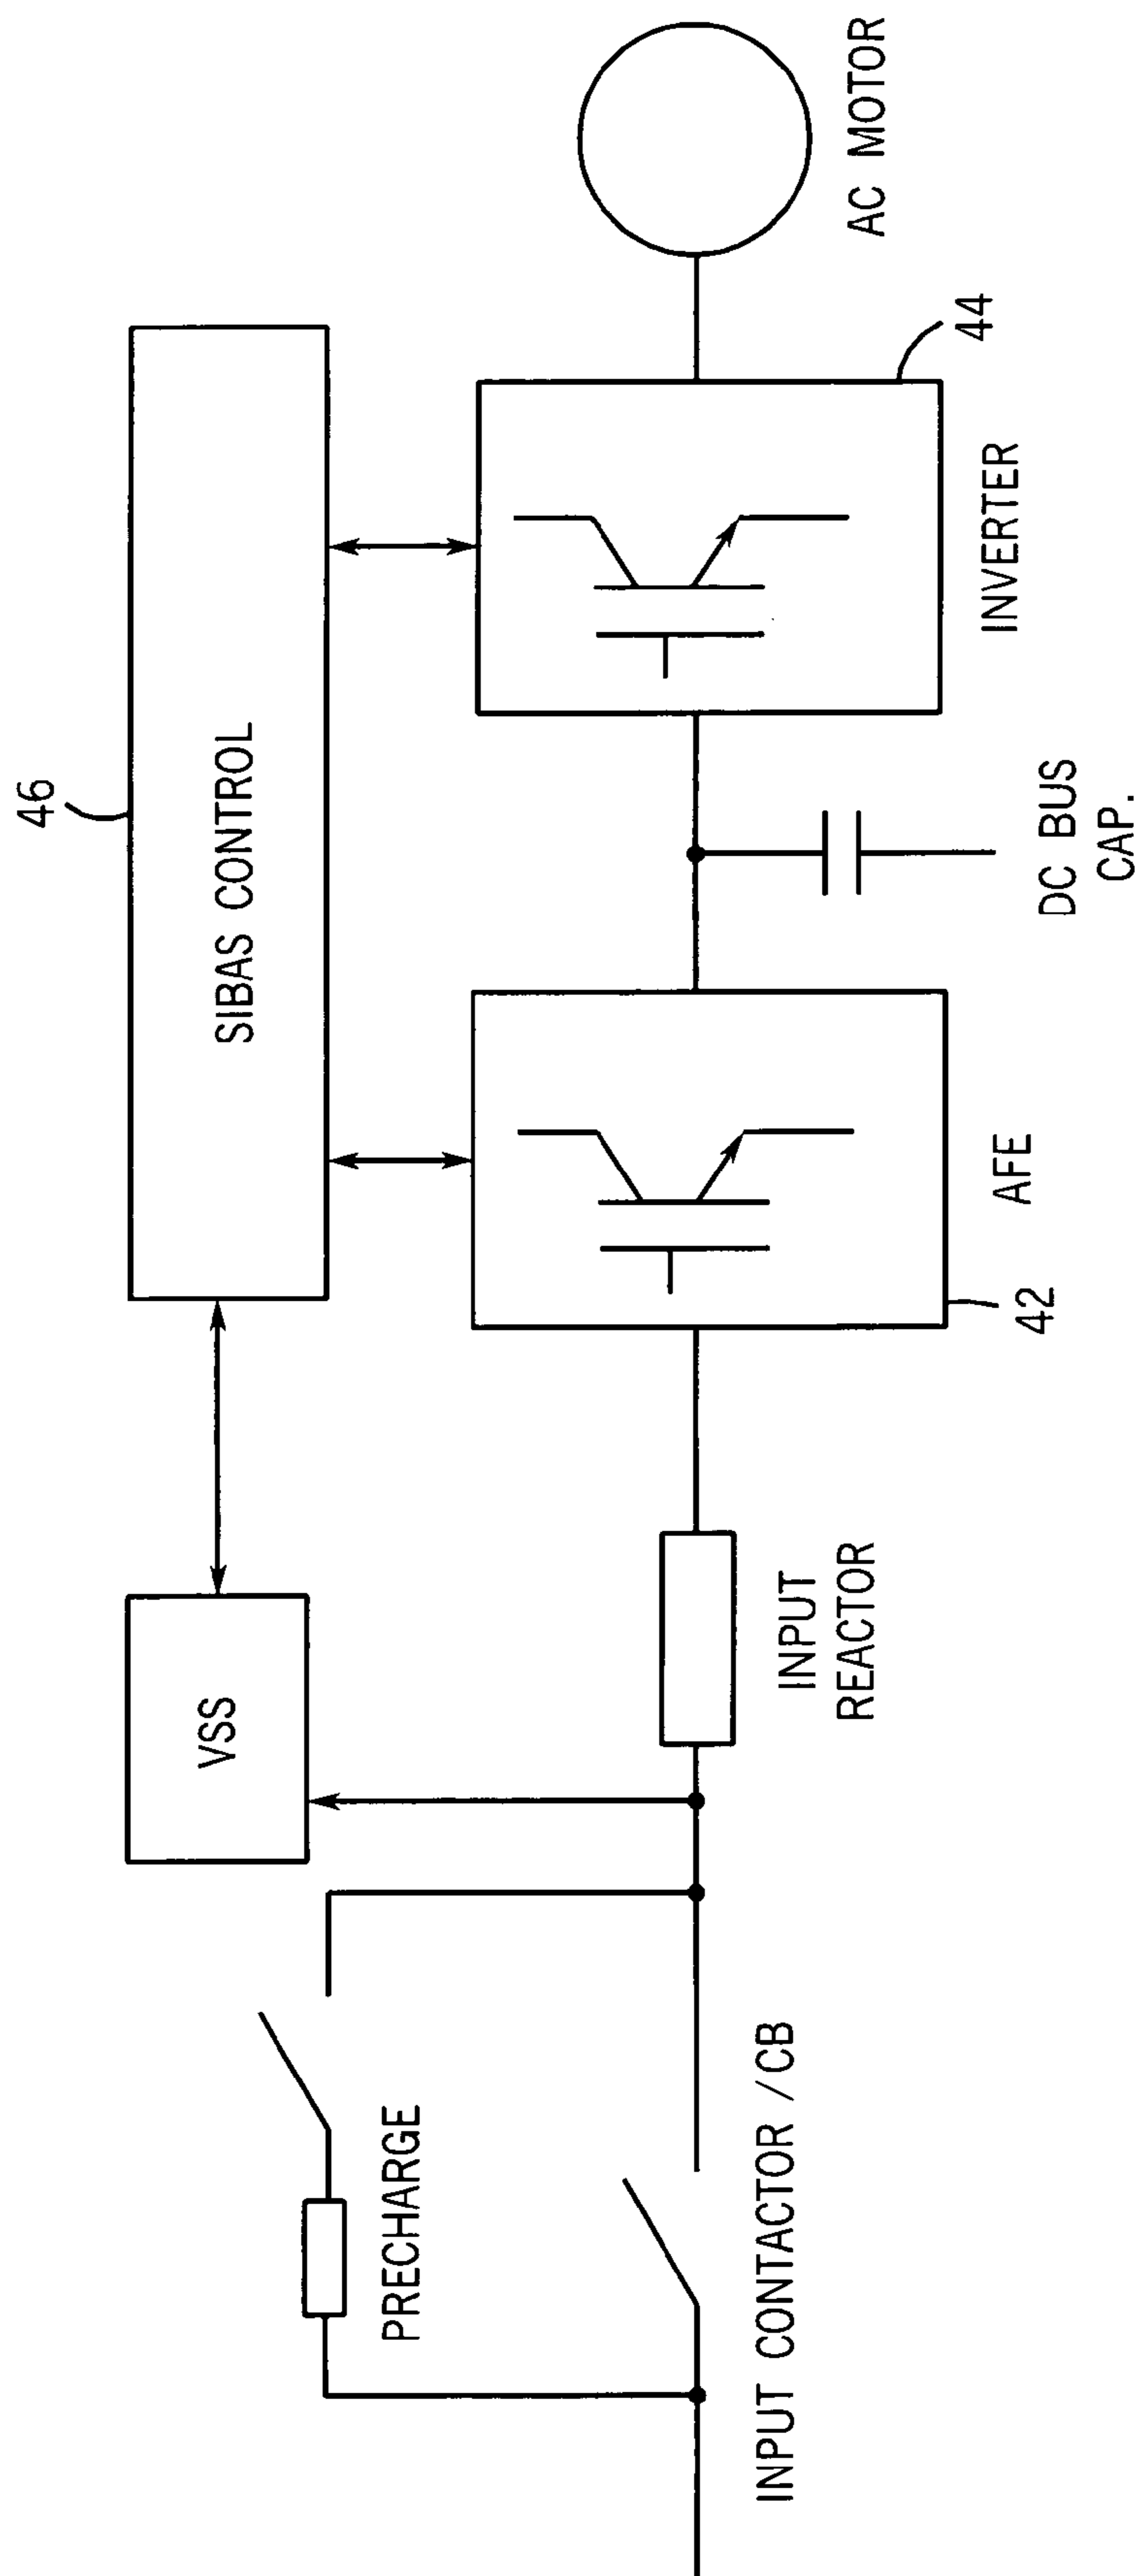 46
SIBAS CONTROL
VSS
PRECHARGE
INPUT CONTACTOR / CB
INPUT
REACTOR
42
AFE
DC BUS
CAP.
INVERTER
44
AC MOTOR